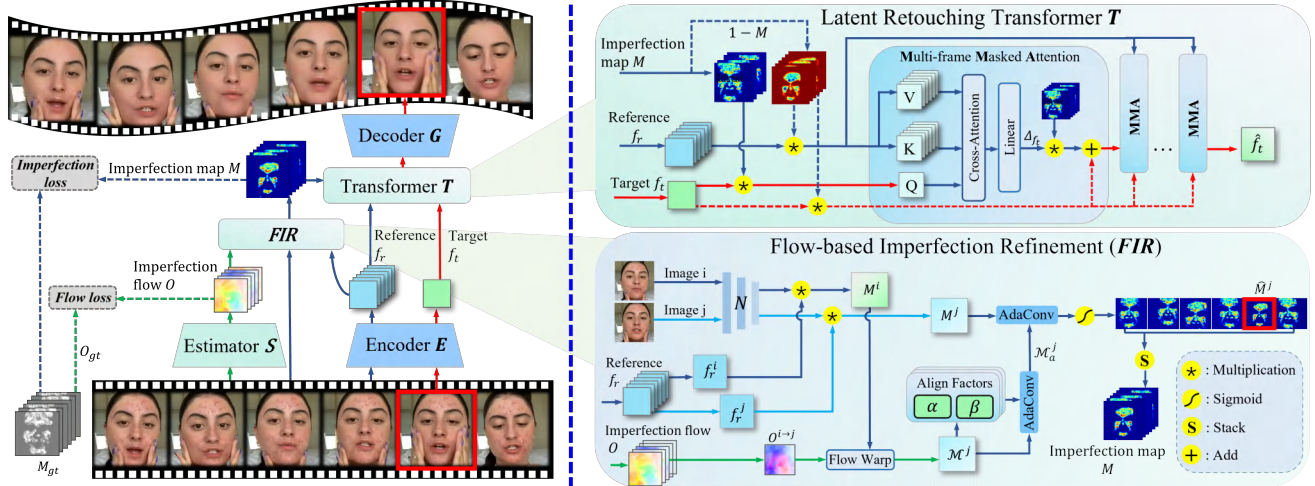 Decoder G
Imperfection
loss
Imperfection map M
Transformer T
FIR
Reference
f_r
Target
f_t
Imperfection
flow O
Flow loss
O_gt
Estimator S
Encoder E
M_gt
Latent Retouching Transformer T
Imperfection
map M
1 − M
Multi-frame Masked Attention
Reference
f_r
V
K
Q
Cross-Attention
Linear
Δ_{f_t}
MMA
...
MMA
f̂_t
Target f_t
Flow-based Imperfection Refinement (FIR)
Image i
Image j
N
M^i
M^j
AdaConv
M̂^j
Reference
f_r
f_r^i
f_r^j
ℳ_a^j
Align Factors
α
β
AdaConv
S
Imperfection flow
O
O^{i→j}
Flow Warp
ℳ^j
Imperfection map
M
* : Multiplication
: Sigmoid
S : Stack
+ : Add